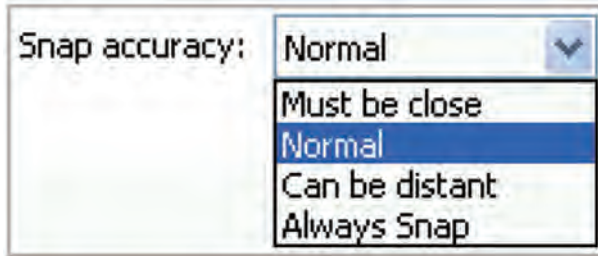 Snap accuracy: Normal
Must be close
Normal
Can be distant
Always Snap